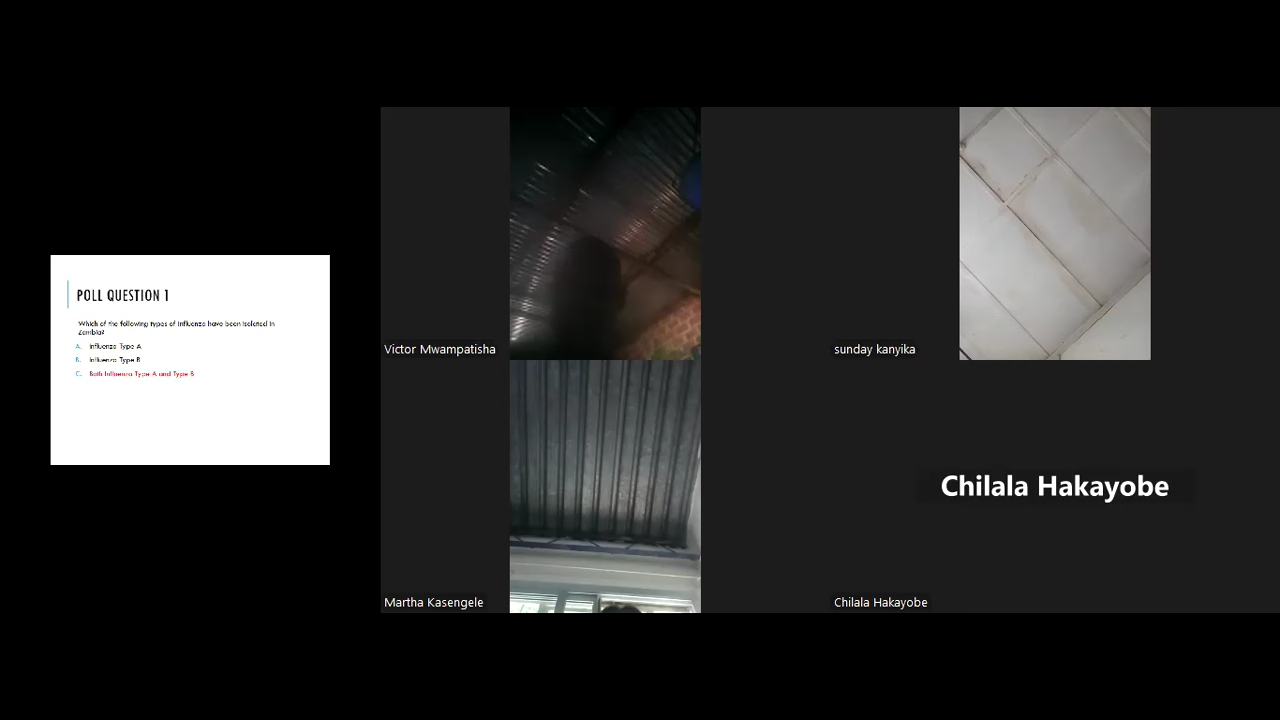 POLL QUESTION 1
Which of the following types of Influenza have been isolated in
Zambia?
A. Influenza Type A
B. Influenza Type B
C. Both Influenza Type A and Type B
Victor Mwampatisha
sunday kanyika
Martha Kasengele
Chilala Hakayobe
Chilala Hakayobe